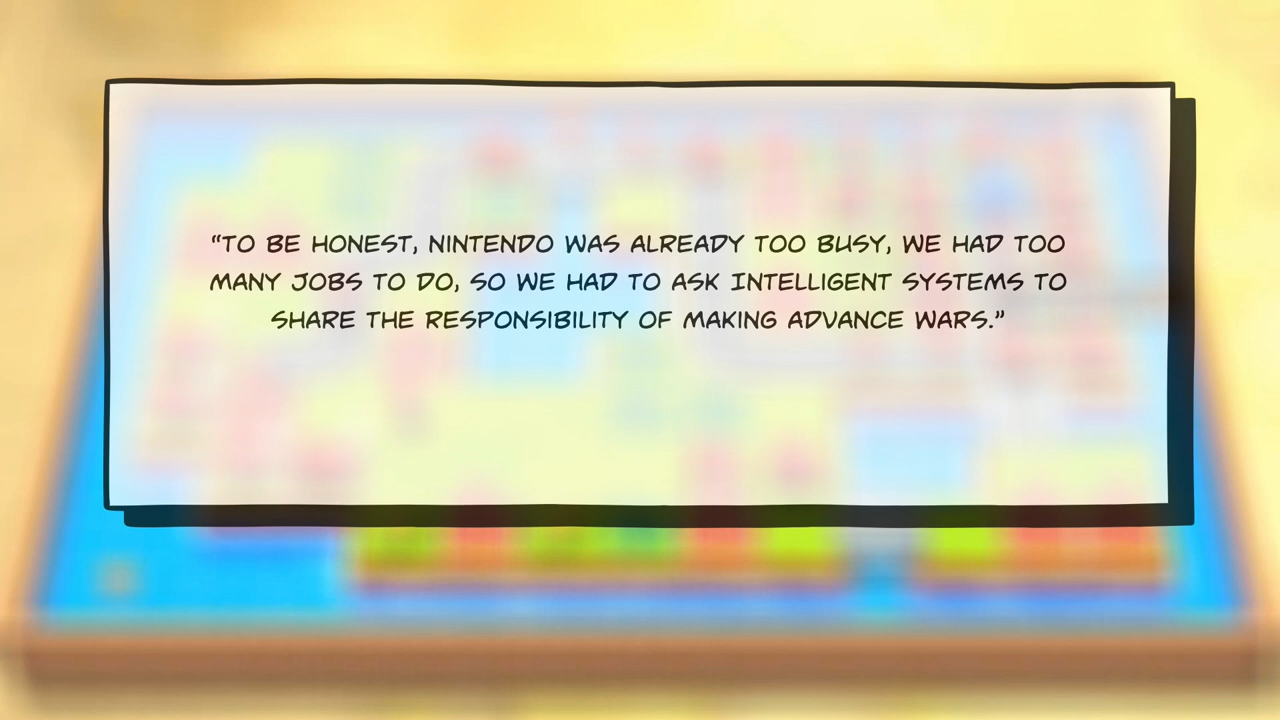 “TO BE HONEST, NINTENDO WAS ALREADY TOO BUSY, WE HAD TOO
MANY JOBS TO DO, SO WE HAD TO ASK INTELLIGENT SYSTEMS TO
SHARE THE RESPONSIBILITY OF MAKING ADVANCE WARS.”